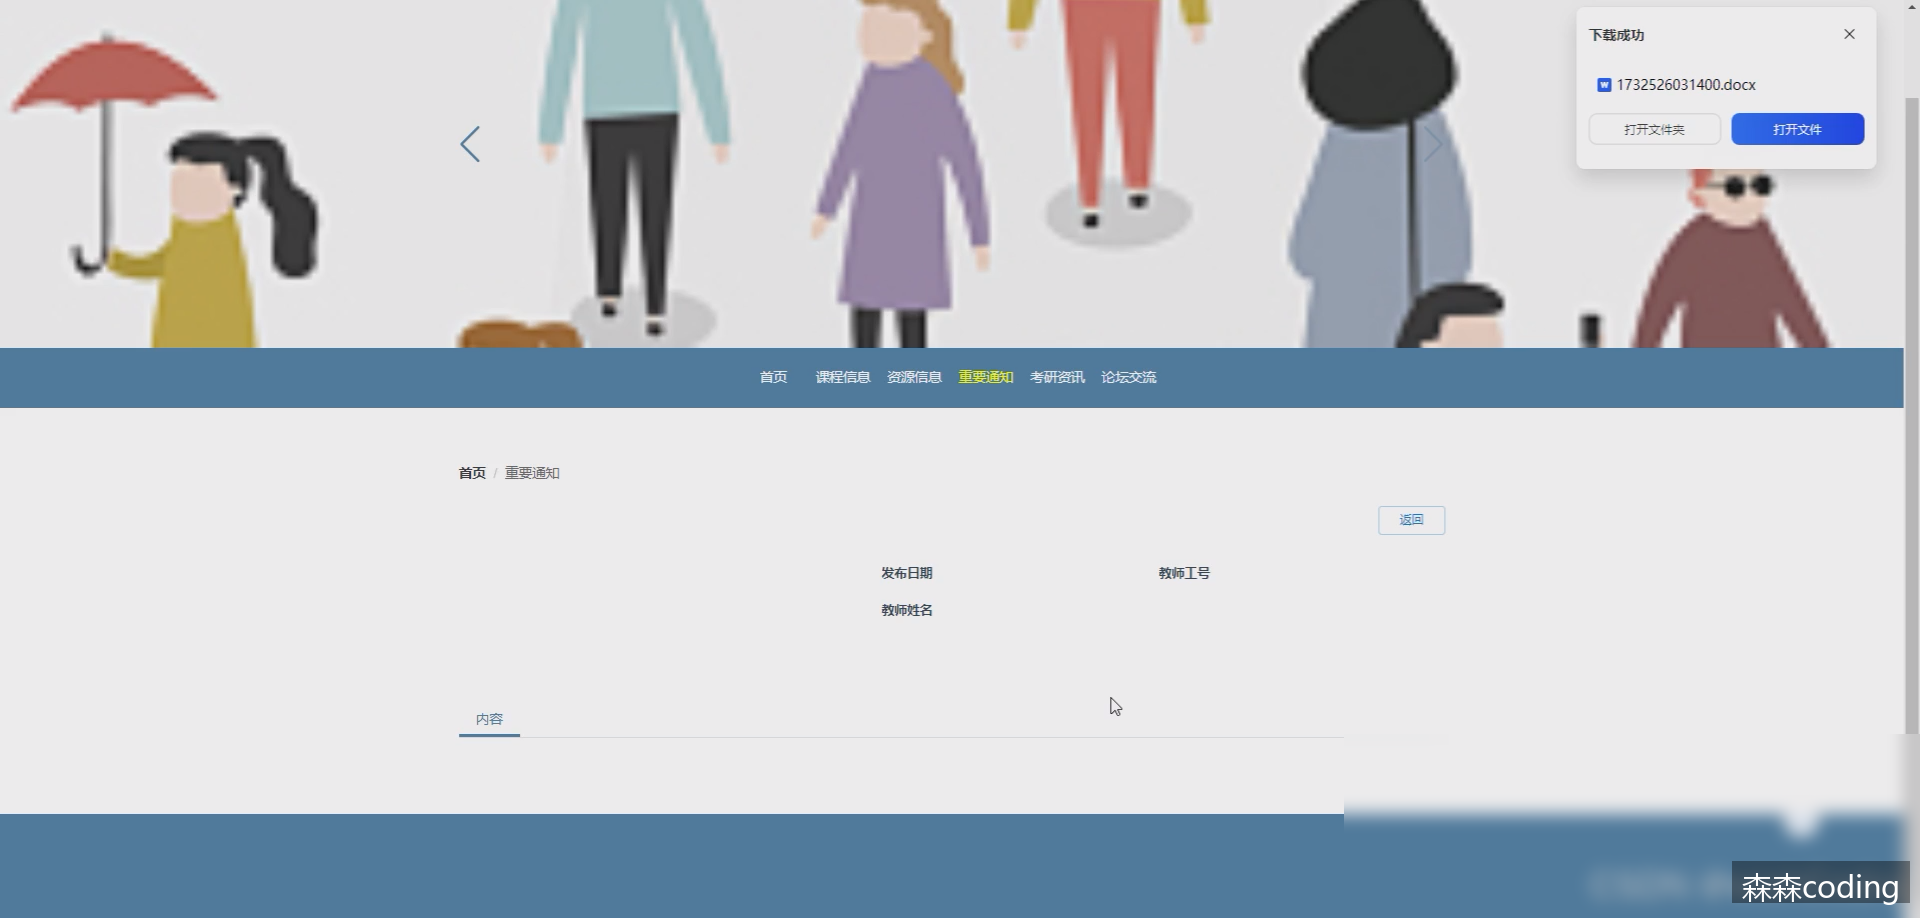 下载成功
1732526031400.docx
打开文件夹 打开文件
首页 课程信息 资源信息 重要通知 考研资讯 论坛交流
首页 / 重要通知
返回
发布日期 教师工号
教师姓名
内容
森森coding